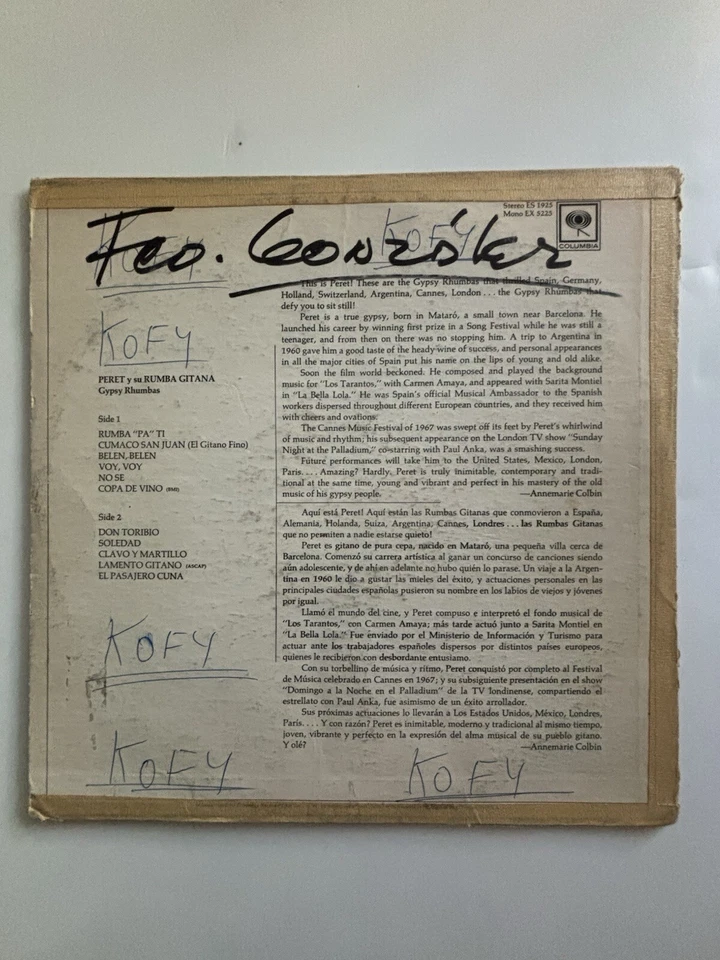 Stereo ES 1925
Mono EX 5225
COLUMBIA
Fco. González
KOFY
KOFY
This is Peret! These are the Gypsy Rhumbas that thrilled Spain, Germany,
Holland, Switzerland, Argentina, Cannes, London . . . the Gypsy Rhumbas that
defy you to sit still!
Peret is a true gypsy, born in Mataró, a small town near Barcelona. He
launched his career by winning first prize in a Song Festival while he was still a
teenager, and from then on there was no stopping him. A trip to Argentina in
1960 gave him a good taste of the heady wine of success, and personal appearances
in all the major cities of Spain put his name on the lips of young and old alike.
Soon the film world beckoned. He composed and played the background
music for "Los Tarantos," with Carmen Amaya, and appeared with Sarita Montiel
in "La Bella Lola." He was Spain's official Musical Ambassador to the Spanish
workers dispersed throughout different European countries, and they received him
with cheers and ovations.
The Cannes Music Festival of 1967 was swept off its feet by Peret's whirlwind
of music and rhythm; his subsequent appearance on the London TV show "Sunday
Night at the Palladium," co-starring with Paul Anka, was a smashing success.
Future performances will take him to the United States, Mexico, London,
Paris. . . . Amazing? Hardly. Peret is truly inimitable, contemporary and tradi-
tional at the same time, young and vibrant and perfect in his mastery of the old
music of his gypsy people. —Annemarie Colbin
KOFY
PERET y su RUMBA GITANA
Gypsy Rhumbas
Side 1
RUMBA "PA" TI
CUMACO SAN JUAN (El Gitano Fino)
BELEN, BELEN
VOY, VOY
NO SE
COPA DE VINO (BMI)
Side 2
DON TORIBIO
SOLEDAD
CLAVO Y MARTILLO
LAMENTO GITANO (ASCAP)
EL PASAJERO CUNA
Aquí está Peret! Aquí están las Rumbas Gitanas que conmovieron a España,
Alemania, Holanda, Suiza, Argentina, Cannes, Londres . . . las Rumbas Gitanas
que no permiten a nadie estarse quieto!
Peret es gitano de pura cepa, nacido en Mataró, una pequeña villa cerca de
Barcelona. Comenzó su carrera artística al ganar un concurso de canciones siendo
aún adolescente, y de ahí en adelante no hubo quién lo parase. Un viaje a la Argen-
tina en 1960 le dio a gustar las mieles del éxito, y actuaciones personales en las
principales ciudades españolas pusieron su nombre en los labios de viejos y jóvenes
por igual.
Llamó el mundo del cine, y Peret compuso e interpretó el fondo musical de
"Los Tarantos," con Carmen Amaya; más tarde actuó junto a Sarita Montiel en
"La Bella Lola." Fue enviado por el Ministerio de Información y Turismo para
actuar ante los trabajadores españoles dispersos por distintos países europeos,
quienes le recibieron con desbordante entusiamo.
Con su torbellino de música y ritmo, Peret conquistó por completo al Festival
de Música celebrado en Cannes en 1967; y su subsiguiente presentación en el show
"Domingo a la Noche en el Palladium" de la TV londinense, compartiendo el
estrellato con Paul Anka, fue asimismo de un éxito arrollador.
Sus próximas actuaciones lo llevarán a Los Estados Unidos, México, Londres,
París. . . . Y con razón? Peret es inimitable, moderno y tradicional al mismo tiempo,
joven, vibrante y perfecto en la expresión del alma musical de su pueblo gitano.
Y olé? —Annemarie Colbin
KOFY
KOFY
KOFY